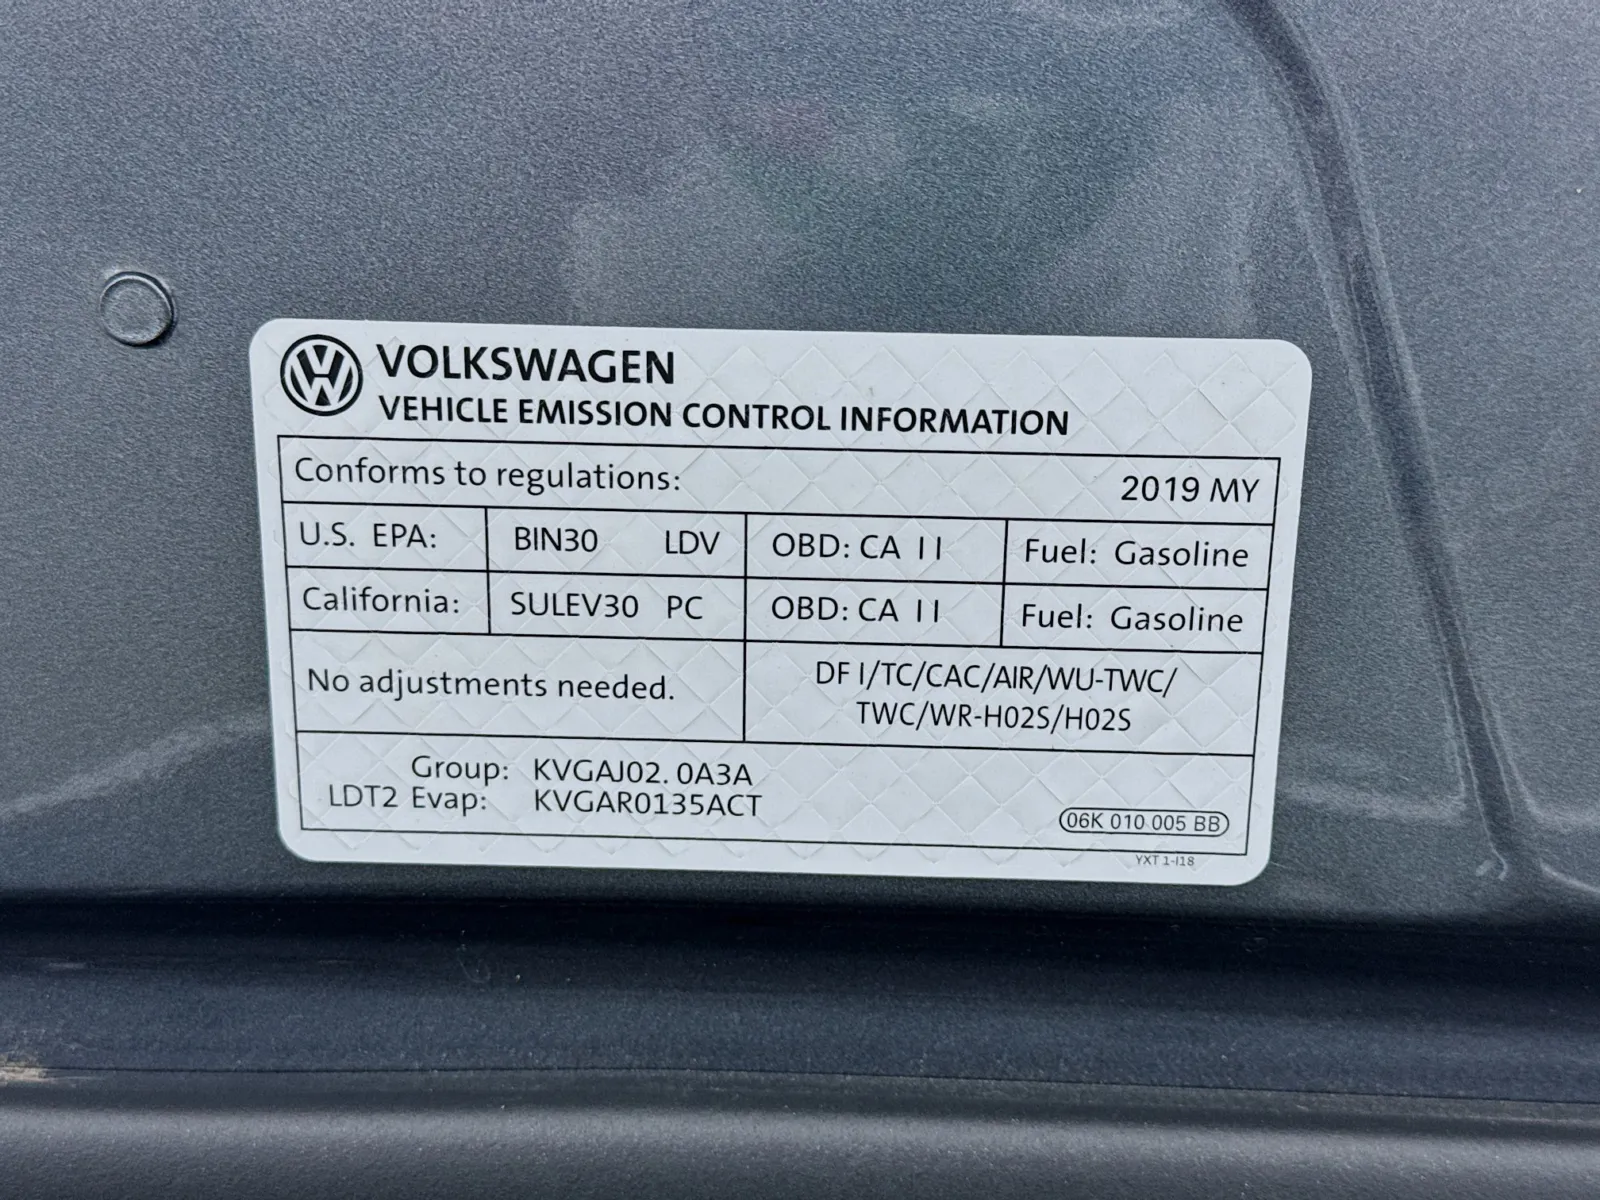 VOLKSWAGEN
VEHICLE EMISSION CONTROL INFORMATION
Conforms to regulations: 2019 MY
U.S. EPA: BIN30 LDV OBD: CA II Fuel: Gasoline
California: SULEV30 PC OBD: CA II Fuel: Gasoline
No adjustments needed.
DFI/TC/CAC/AIR/WU-TWC/
TWC/WR-H02S/H02S
Group: KVGAJ02.0A3A
LDT2 Evap: KVGAR0135ACT
06K 010 005 BB
YXT 1-I18